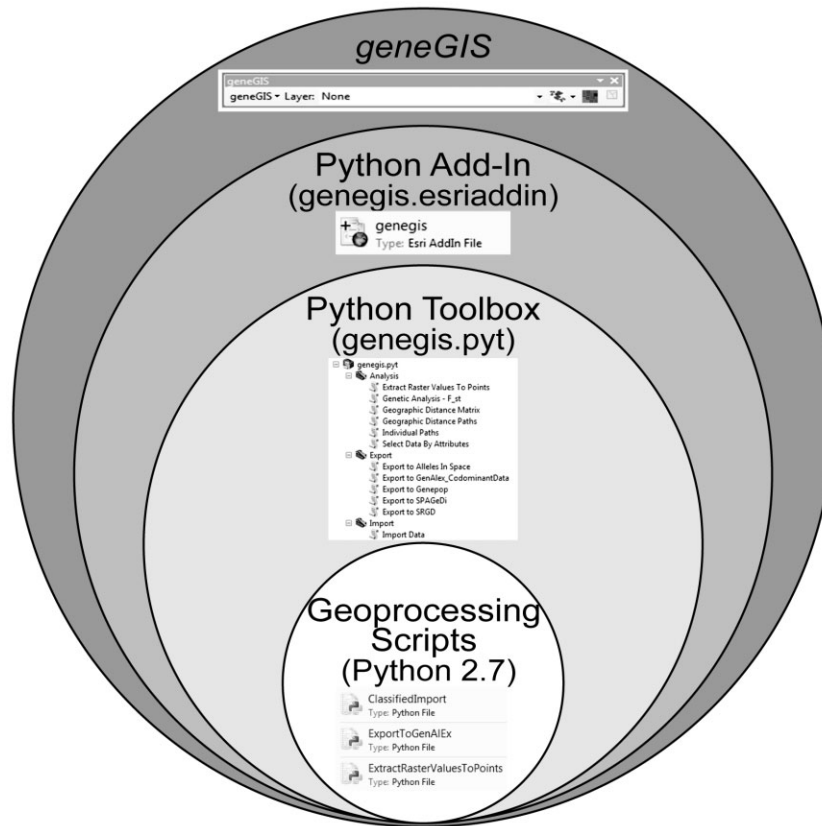 geneGIS
geneGIS
geneGIS Layer: None
Python Add-In
(genegis.esriaddin)
genegis
Type: Esri AddIn File
Python Toolbox
(genegis.pyt)
genegis.pyt
Analysis
Extract Raster Values To Points
Genetic Analysis - F_st
Geographic Distance Matrix
Geographic Distance Paths
Individual Paths
Select Data By Attributes
Export
Export to Alleles In Space
Export to GenAlex_CodominantData
Export to Genepop
Export to SPAGeDi
Export to SRGD
Import
Import Data
Geoprocessing
Scripts
(Python 2.7)
ClassifiedImport
Type: Python File
ExportToGenAlEx
Type: Python File
ExtractRasterValuesToPoints
Type: Python File